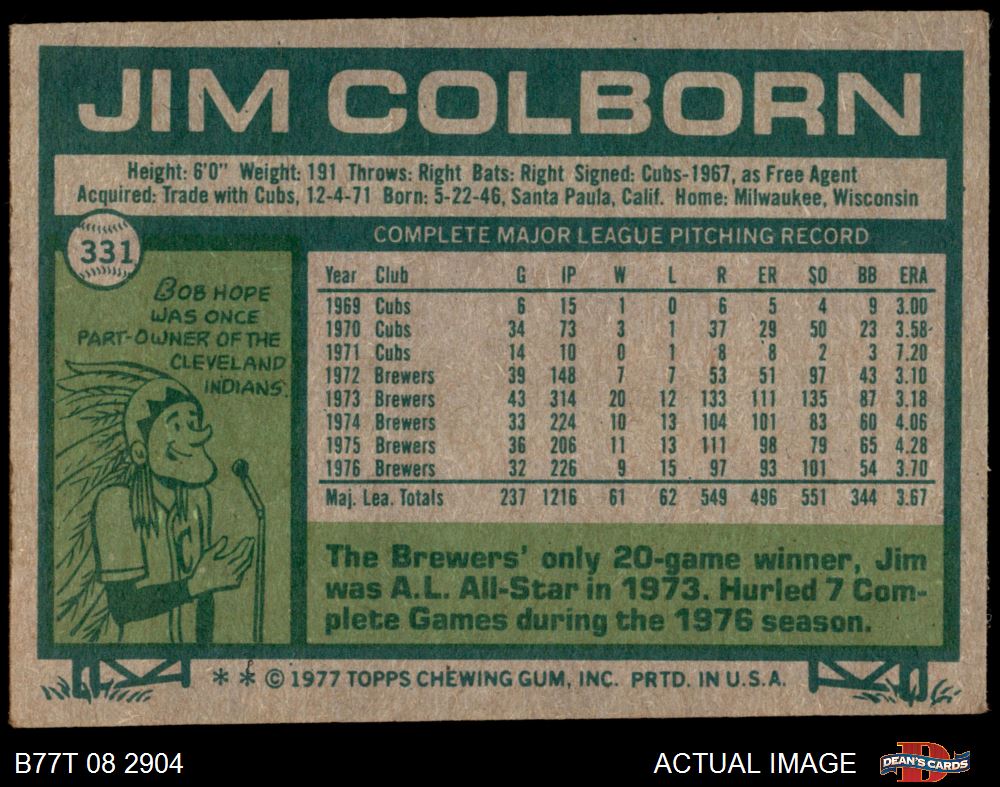 JIM COLBORN
Height: 6'0" Weight: 191 Throws: Right Bats: Right Signed: Cubs-1967, as Free Agent
Acquired: Trade with Cubs, 12-4-71 Born: 5-22-46, Santa Paula, Calif. Home: Milwaukee, Wisconsin
331
BOB HOPE
WAS ONCE
PART-OWNER OF THE
CLEVELAND
INDIANS.
C
COMPLETE MAJOR LEAGUE PITCHING RECORD
Year Club G IP W L R ER SO BB ERA
1969 Cubs 6 15 1 0 6 5 4 9 3.00
1970 Cubs 34 73 3 1 37 29 50 23 3.58
1971 Cubs 14 10 0 1 8 8 2 3 7.20
1972 Brewers 39 148 7 7 53 51 97 43 3.10
1973 Brewers 43 314 20 12 133 111 135 87 3.18
1974 Brewers 33 224 10 13 104 101 83 60 4.06
1975 Brewers 36 206 11 13 111 98 79 65 4.28
1976 Brewers 32 226 9 15 97 93 101 54 3.70
Maj. Lea. Totals 237 1216 61 62 549 496 551 344 3.67
The Brewers' only 20-game winner, Jim
was A.L. All-Star in 1973. Hurled 7 Com-
plete Games during the 1976 season.
* * © 1977 TOPPS CHEWING GUM, INC. PRTD. IN U.S.A.
B77T 08 2904
ACTUAL IMAGE
D
DEAN'S CARDS